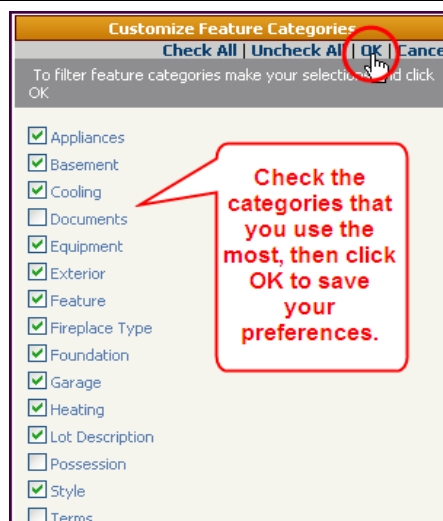 Customize Feature Categories
Check All | Uncheck All | OK | Cance
To filter feature categories make your selections and click
OK
Appliances
Basement
Cooling
Documents
Equipment
Exterior
Feature
Fireplace Type
Foundation
Garage
Heating
Lot Description
Possession
Style
Terms
Check the
categories that
you use the
most, then click
OK to save
your
preferences.